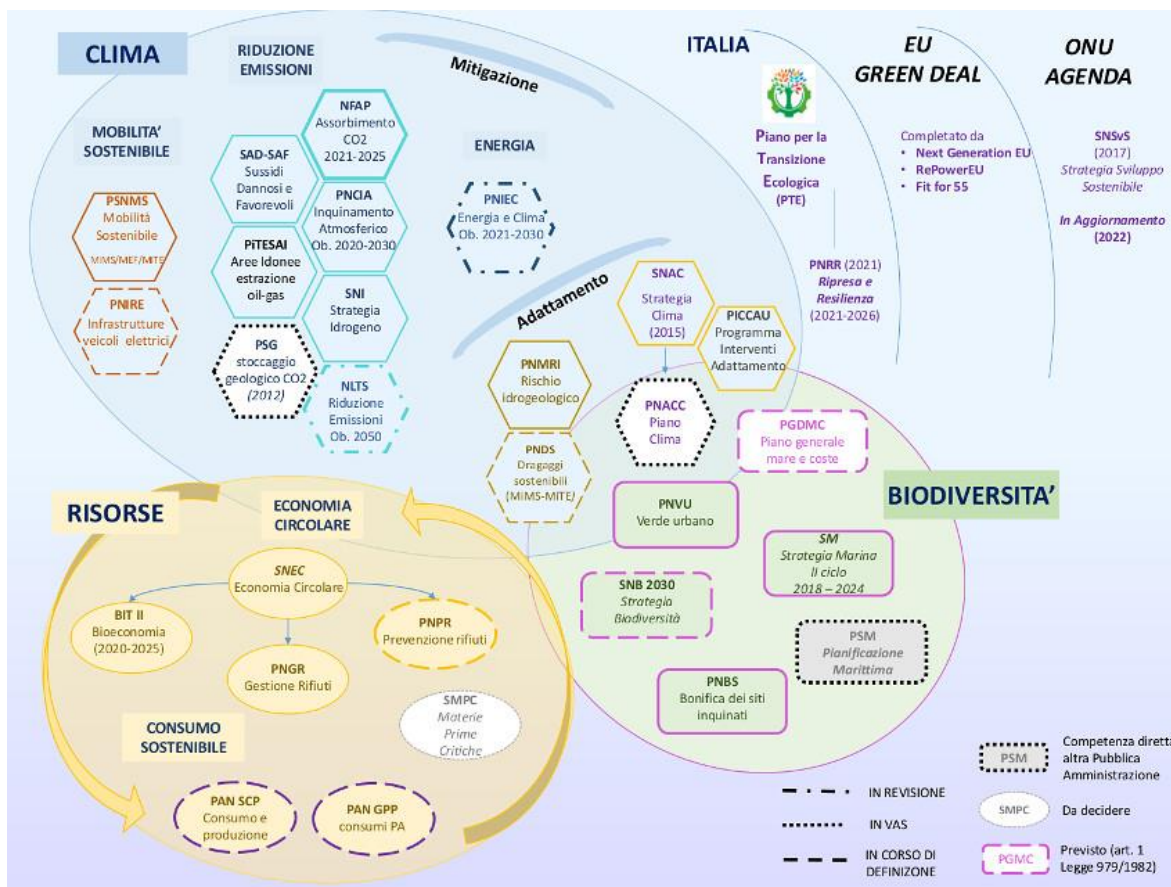 CLIMA
RIDUZIONE
EMISSIONI
Mitigazione
ITALIA
EU
GREEN DEAL
ONU
AGENDA
MOBILITA’
SOSTENIBILE
PSNMS
Mobilità
Sostenibile
MIMS/MEF/MITE
PNIRE
Infrastrutture
veicoli elettrici
NFAP
Assorbimento
CO2
2021-2025
SAD-SAF
Sussidi
Dannosi e
Favorevoli
PNCIA
Inquinamento
Atmosferico
Ob. 2020-2030
PiTESAI
Aree Idonee
estrazione
oil-gas
SNI
Strategia
Idrogeno
PSG
stoccaggio
geologico CO2
(2012)
NLTS
Riduzione
Emissioni
Ob. 2050
ENERGIA
PNIEC
Energia e Clima
Ob. 2021-2030
Piano per la
Transizione
Ecologica
(PTE)
PNRR (2021)
Ripresa e
Resilienza
(2021-2026)
Completato da
• Next Generation EU
• RePowerEU
• Fit for 55
SNSvS
(2017)
Strategia Sviluppo
Sostenibile
In Aggiornamento
(2022)
Adattamento
SNAC
Strategia
Clima
(2015)
PICCAU
Programma
Interventi
Adattamento
PNMRI
Rischio
idrogeologico
PNACC
Piano
Clima
PNDS
Dragaggi
sostenibili
(MIMS-MITE)
PGDMC
Piano generale
mare e coste
BIODIVERSITA’
PNVU
Verde urbano
SM
Strategia Marina
II ciclo
2018 – 2024
SNB 2030
Strategia
Biodiversità
PSM
Pianificazione
Marittima
PNBS
Bonifica dei siti
inquinati
RISORSE
ECONOMIA
CIRCOLARE
SNEC
Economia Circolare
BIT II
Bioeconomia
(2020-2025)
PNPR
Prevenzione rifiuti
PNGR
Gestione Rifiuti
SMPC
Materie
Prime
Critiche
CONSUMO
SOSTENIBILE
PAN SCP
Consumo e
produzione
PAN GPP
consumi PA
IN REVISIONE
IN VAS
IN CORSO DI
DEFINIZONE
PSM
Competenza diretta
altra Pubblica
Amministrazione
SMPC
Da decidere
PGMC
Previsto (art. 1
Legge 979/1982)